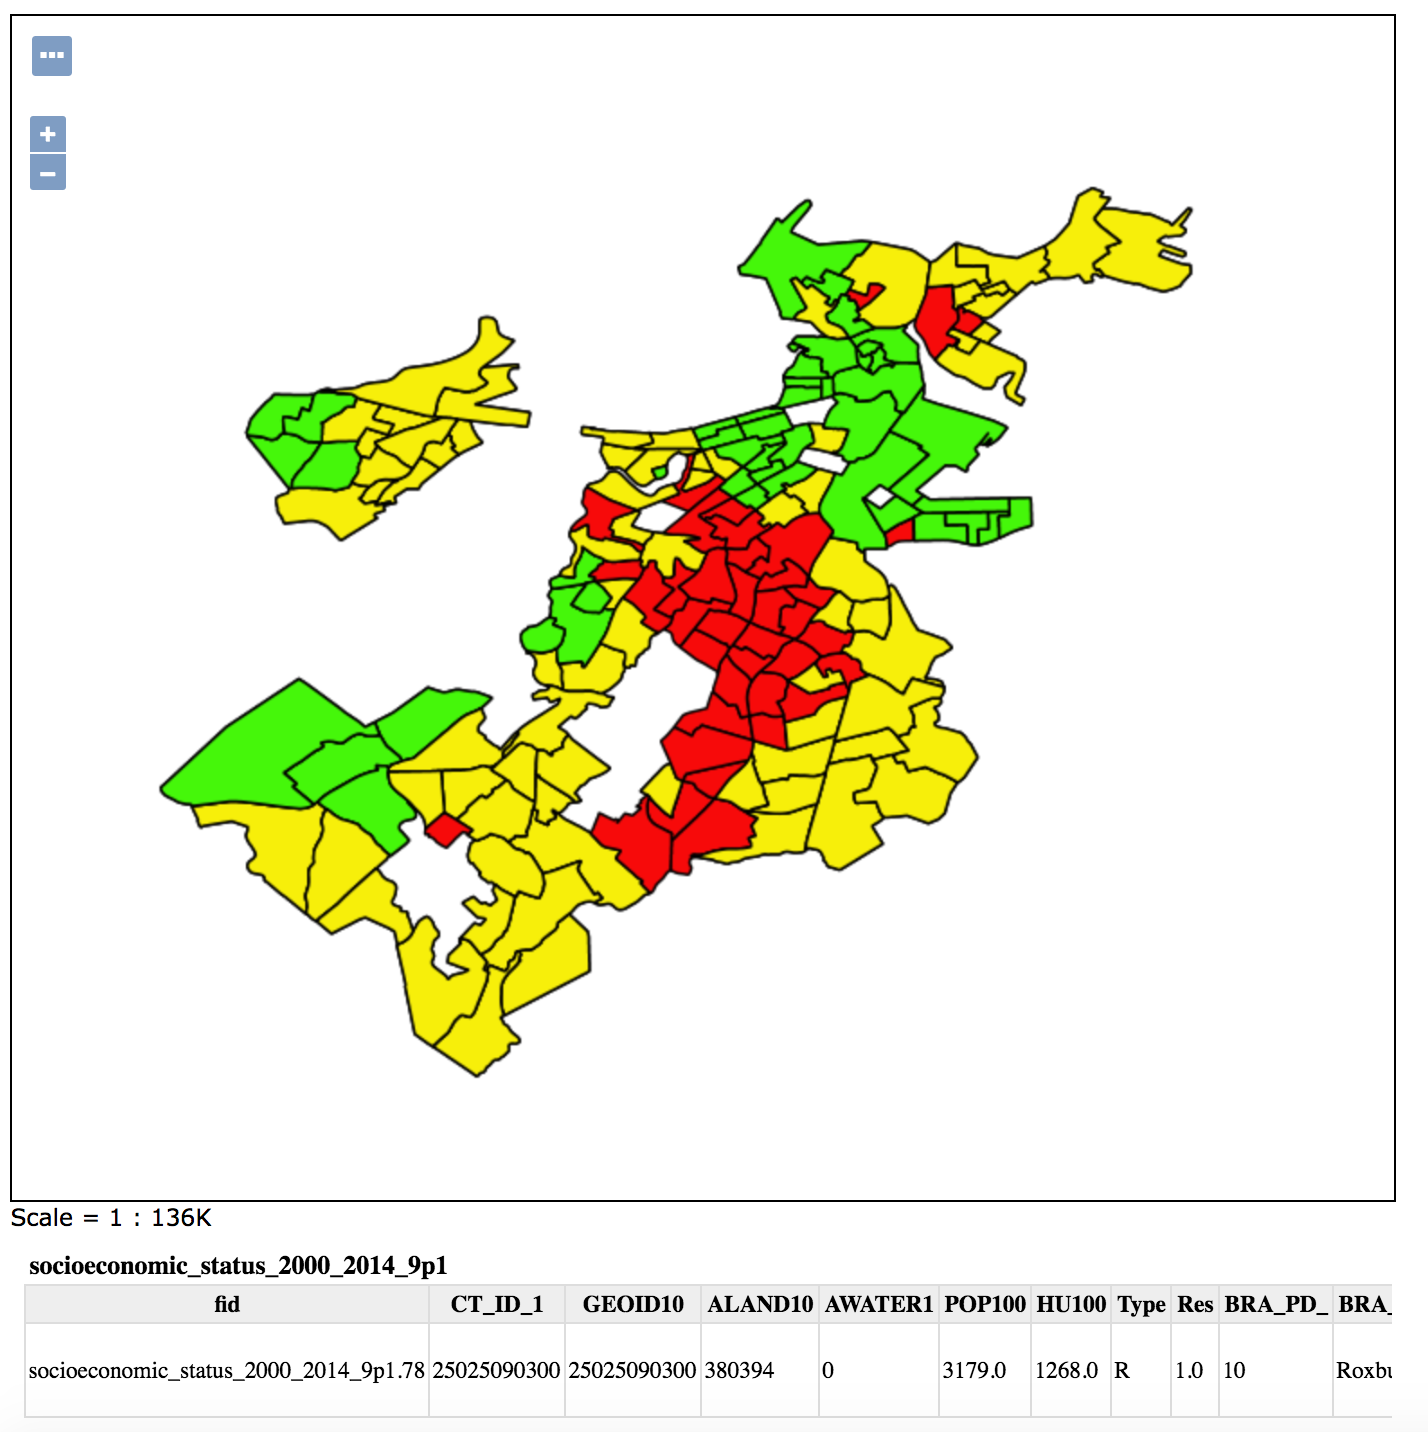 ...
+
−
Scale = 1 : 136K
socioeconomic_status_2000_2014_9p1
fid CT_ID_1 GEOID10 ALAND10 AWATER1 POP100 HU100 Type Res BRA_PD_ BRA_
socioeconomic_status_2000_2014_9p1.78 25025090300 25025090300 380394 0 3179.0 1268.0 R 1.0 10 Roxbu